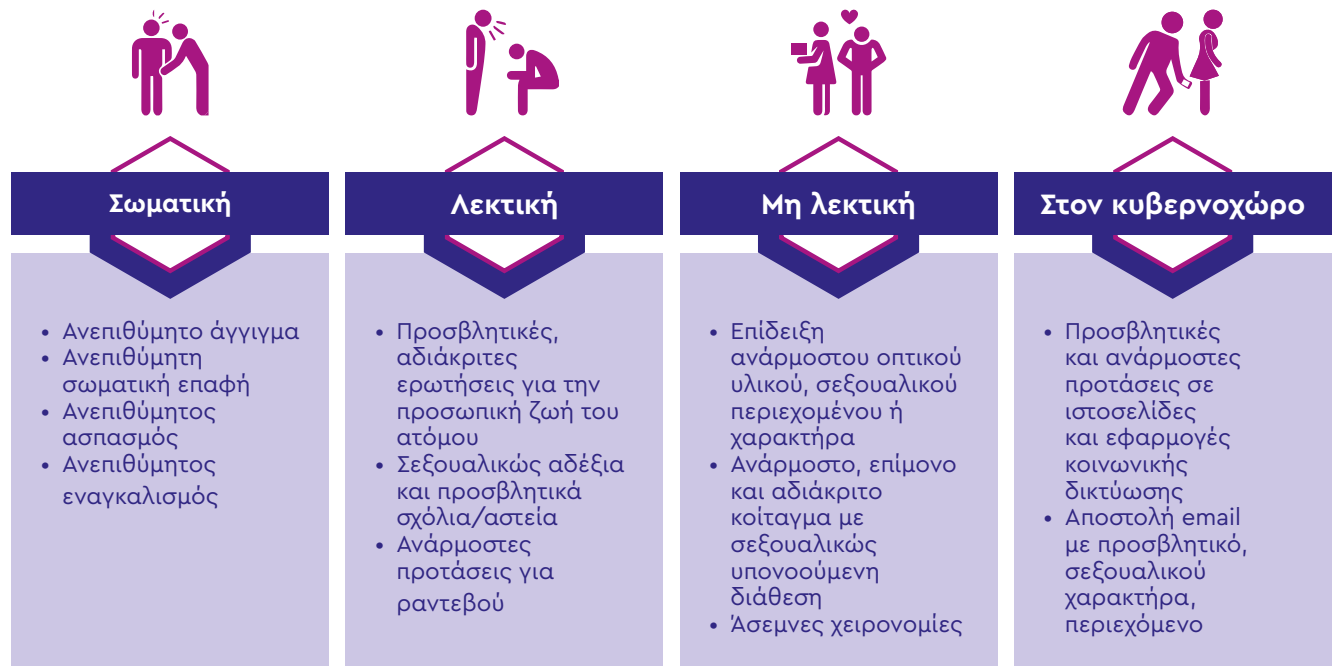 Σωματική
• Ανεπιθύμητο άγγιγμα
• Ανεπιθύμητη
σωματική επαφή
• Ανεπιθύμητος
ασπασμός
• Ανεπιθύμητος
εναγκαλισμός
Λεκτική
• Προσβλητικές,
αδιάκριτες
ερωτήσεις για την
προσωπική ζωή του
ατόμου
• Σεξουαλικώς αδέξια
και προσβλητικά
σχόλια/αστεία
• Ανάρμοστες
προτάσεις για
ραντεβού
Μη λεκτική
• Επίδειξη
ανάρμοστου οπτικού
υλικού, σεξουαλικού
περιεχομένου ή
χαρακτήρα
• Ανάρμοστο, επίμονο
και αδιάκριτο
κοίταγμα με
σεξουαλικώς
υπονοούμενη
διάθεση
• Άσεμνες χειρονομίες
Στον κυβερνοχώρο
• Προσβλητικές
και ανάρμοστες
προτάσεις σε
ιστοσελίδες
και εφαρμογές
κοινωνικής
δικτύωσης
• Αποστολή email
με προσβλητικό,
σεξουαλικού
χαρακτήρα,
περιεχόμενο